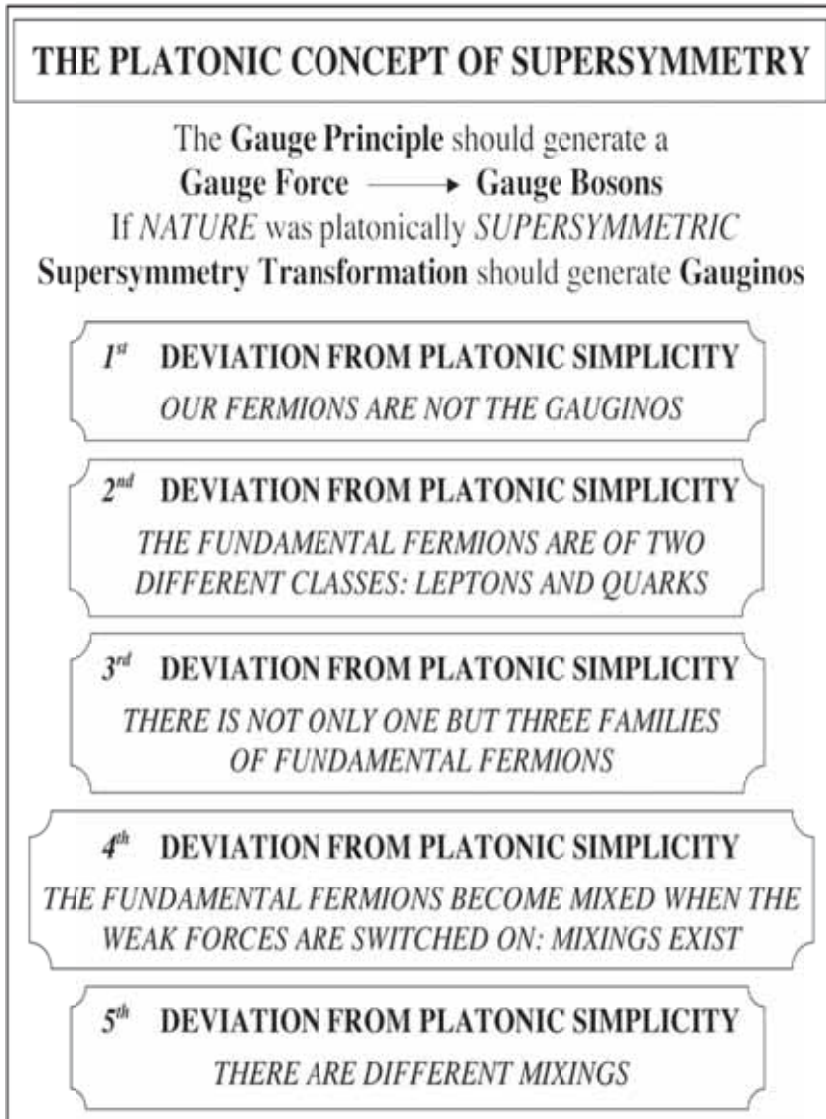 THE PLATONIC CONCEPT OF SUPERSYMMETRY
The Gauge Principle should generate a
Gauge Force ⟶ Gauge Bosons
If NATURE was platonically SUPERSYMMETRIC
Supersymmetry Transformation should generate Gauginos
1st DEVIATION FROM PLATONIC SIMPLICITY
OUR FERMIONS ARE NOT THE GAUGINOS
2nd DEVIATION FROM PLATONIC SIMPLICITY
THE FUNDAMENTAL FERMIONS ARE OF TWO
DIFFERENT CLASSES: LEPTONS AND QUARKS
3rd DEVIATION FROM PLATONIC SIMPLICITY
THERE IS NOT ONLY ONE BUT THREE FAMILIES
OF FUNDAMENTAL FERMIONS
4th DEVIATION FROM PLATONIC SIMPLICITY
THE FUNDAMENTAL FERMIONS BECOME MIXED WHEN THE
WEAK FORCES ARE SWITCHED ON: MIXINGS EXIST
5th DEVIATION FROM PLATONIC SIMPLICITY
THERE ARE DIFFERENT MIXINGS